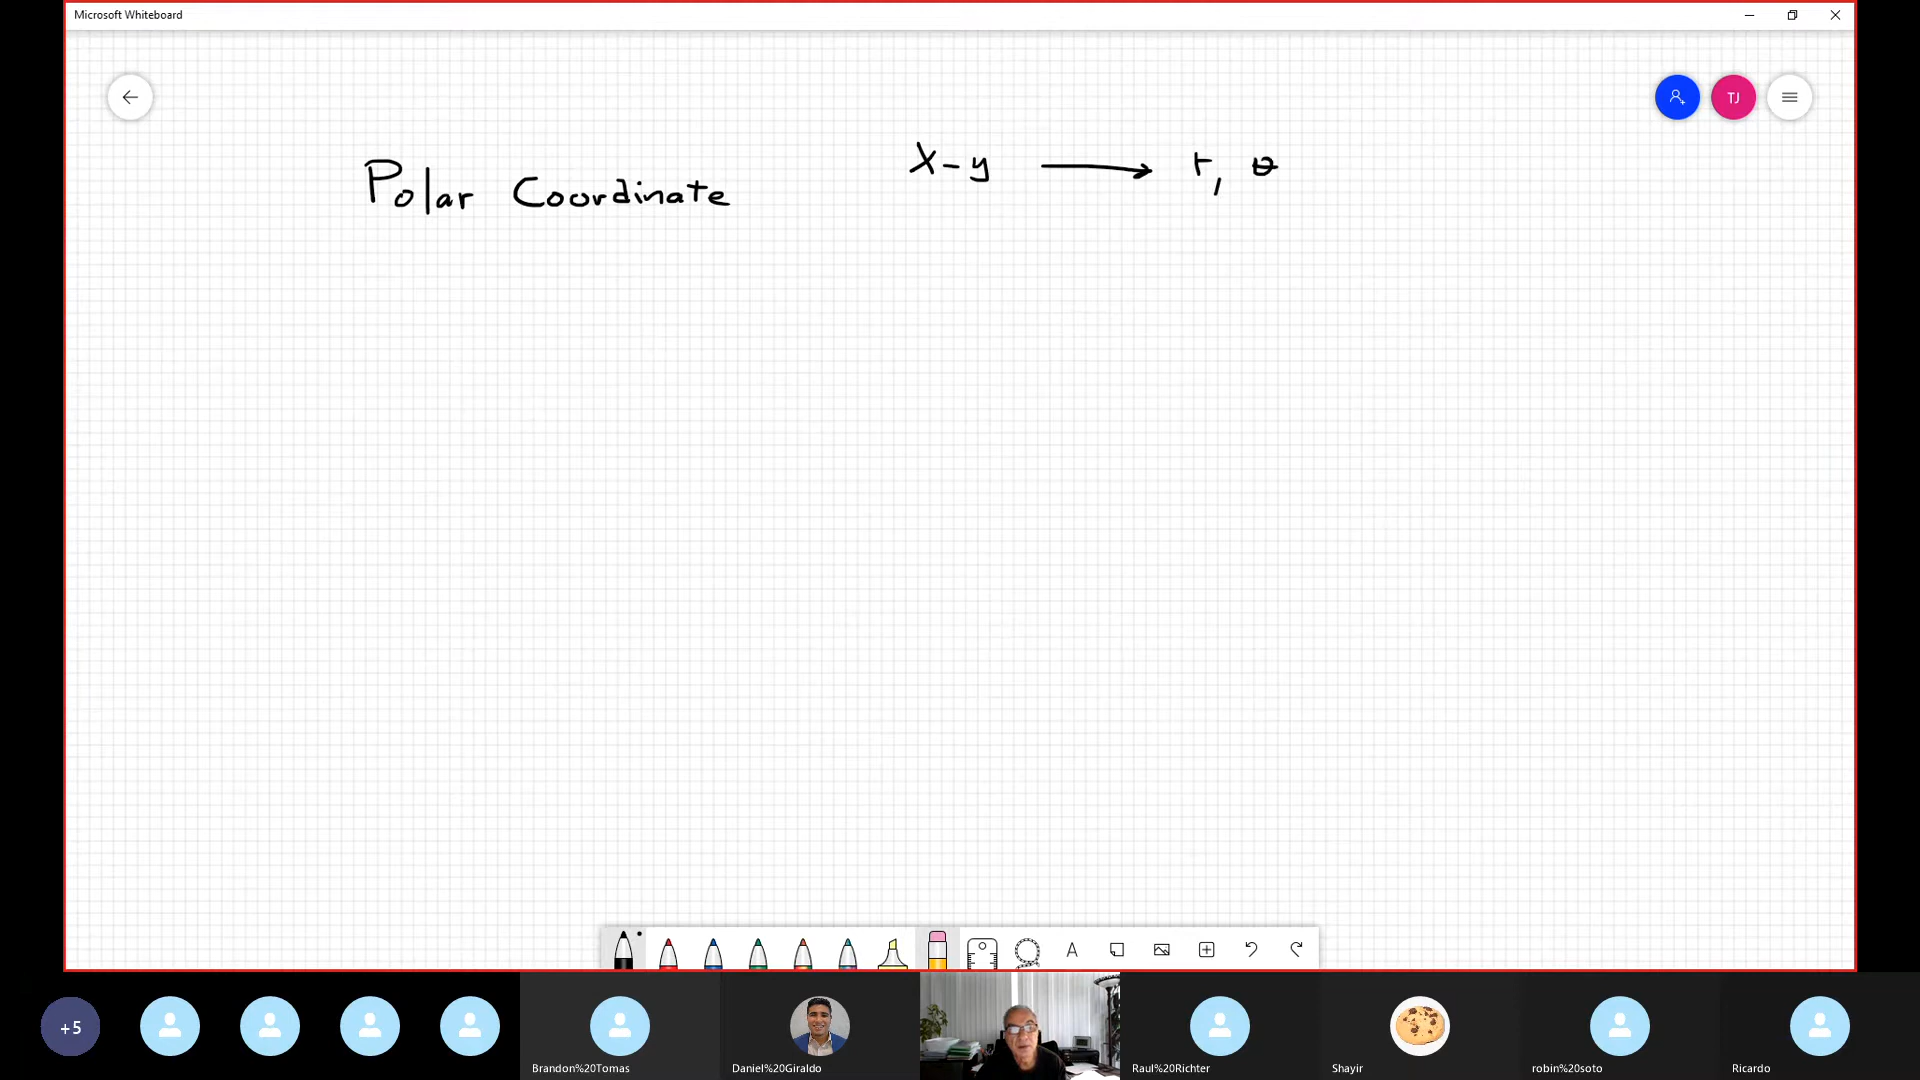 Microsoft Whiteboard
TJ
X-y → r, θ
Polar Coordinate
A
+5
Brandon%20Tomas
Daniel%20Giraldo
Raul%20Richter
Shayir
robin%20soto
Ricardo